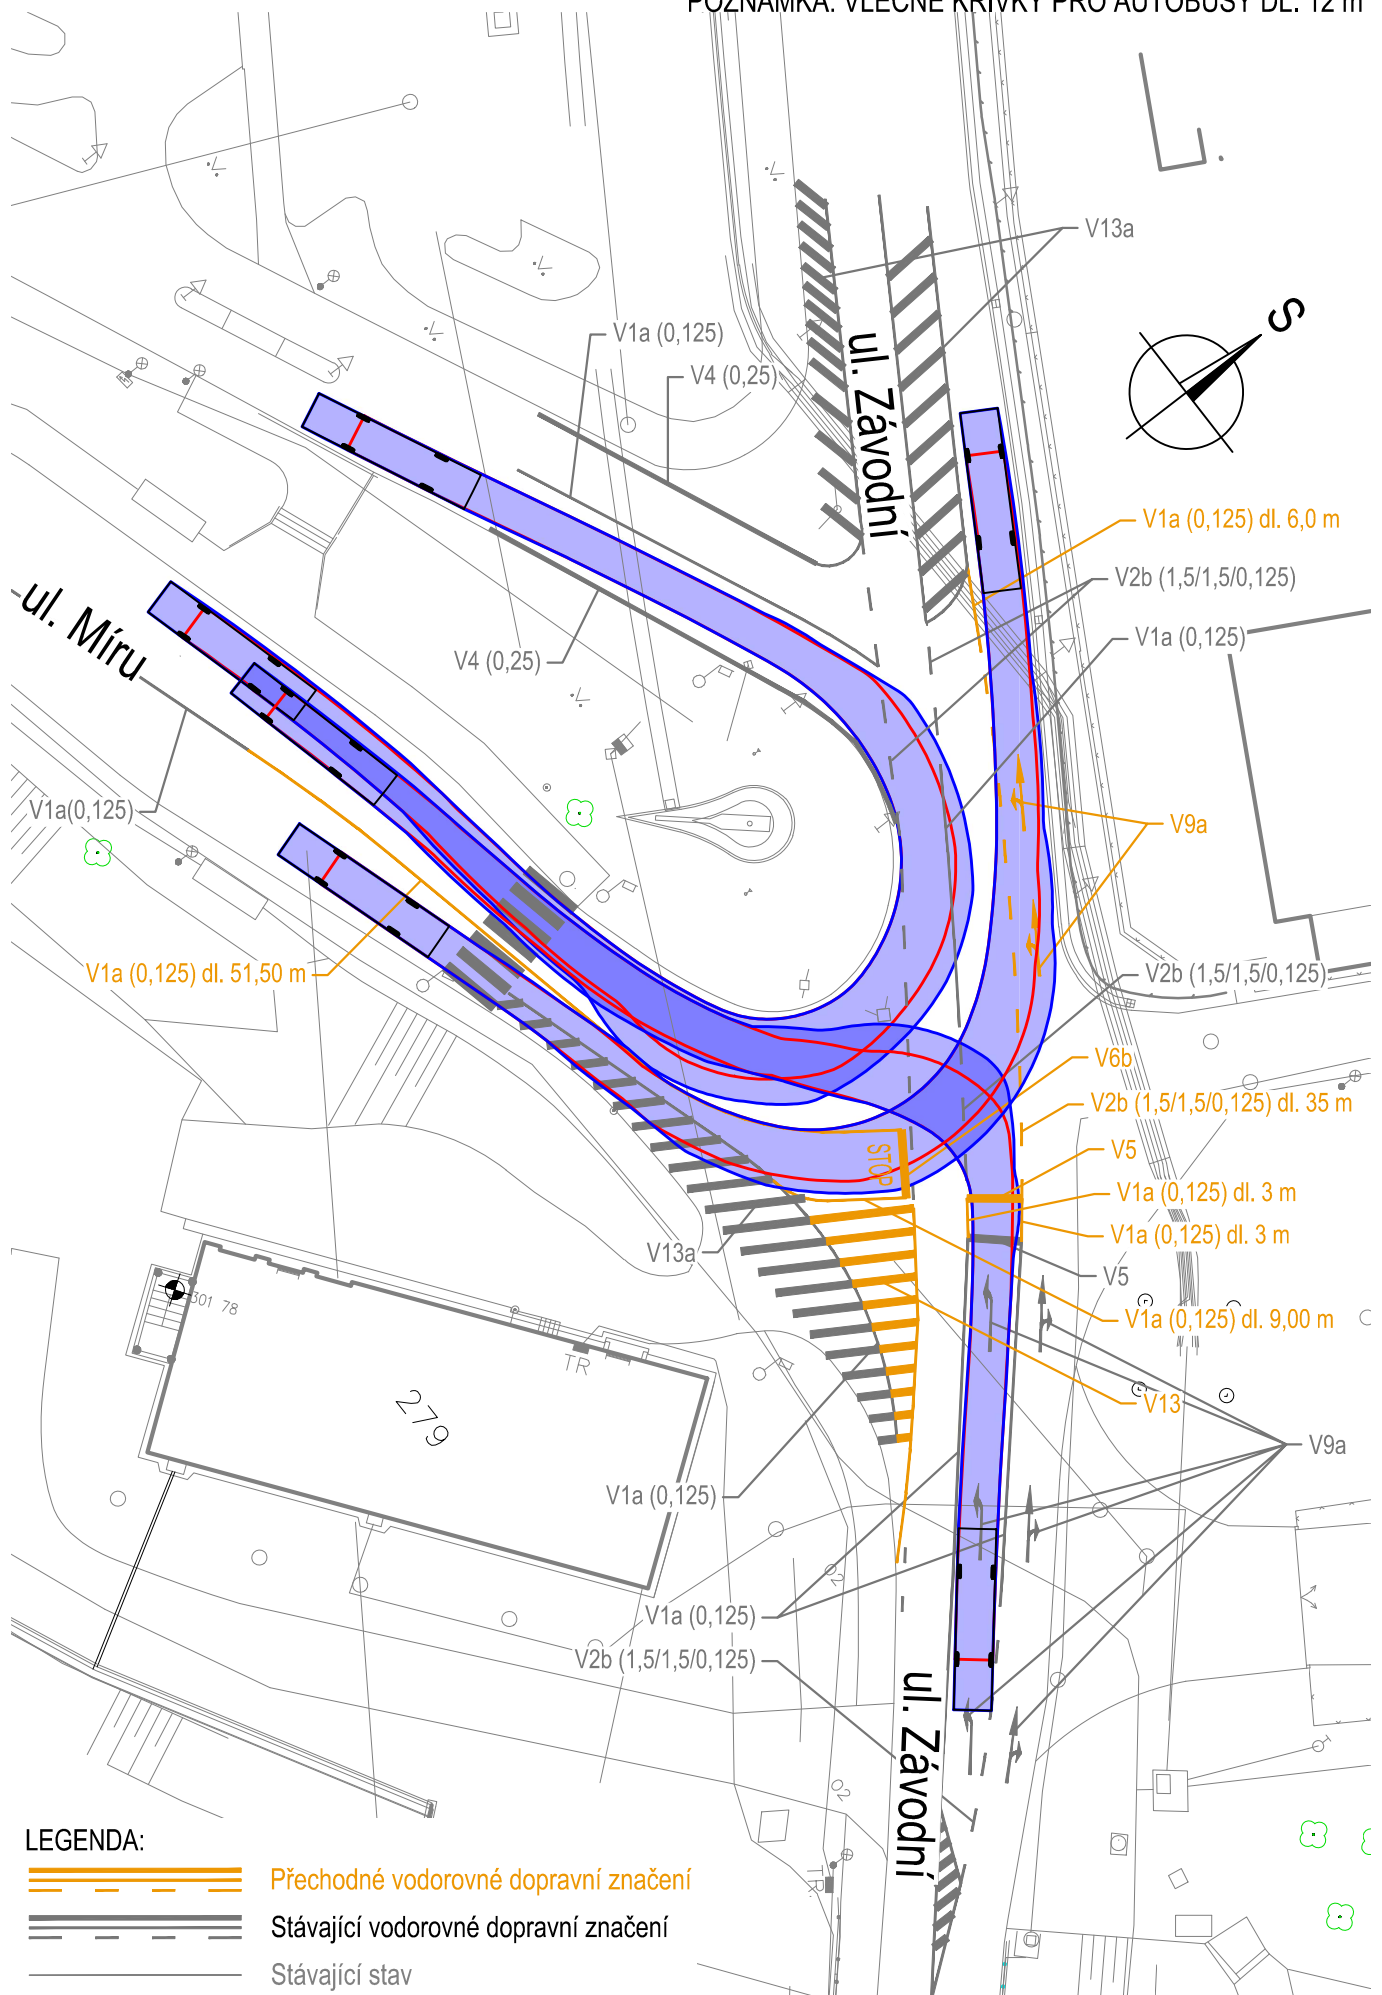 POZNÁMKA: VLEČNÉ KŘIVKY PRO AUTOBUSY DL. 12 m
V13a
S
V1a (0,125)
V4 (0,25)
ul. Závodní
V1a (0,125) dl. 6,0 m
V2b (1,5/1,5/0,125)
V1a (0,125)
ul. Míru
V4 (0,25)
V1a(0,125)
V9a
V1a (0,125) dl. 51,50 m
V2b (1,5/1,5/0,125)
V6b
V2b (1,5/1,5/0,125) dl. 35 m
STOP
V5
V1a (0,125) dl. 3 m
V1a (0,125) dl. 3 m
V13a
V5
301 78
V1a (0,125) dl. 9,00 m
TR
279
V13
V9a
V1a (0,125)
02
V1a (0,125)
V2b (1,5/1,5/0,125)
ul. Závodní
02
TR
LEGENDA:
Přechodné vodorovné dopravní značení
Stávající vodorovné dopravní značení
Stávající stav